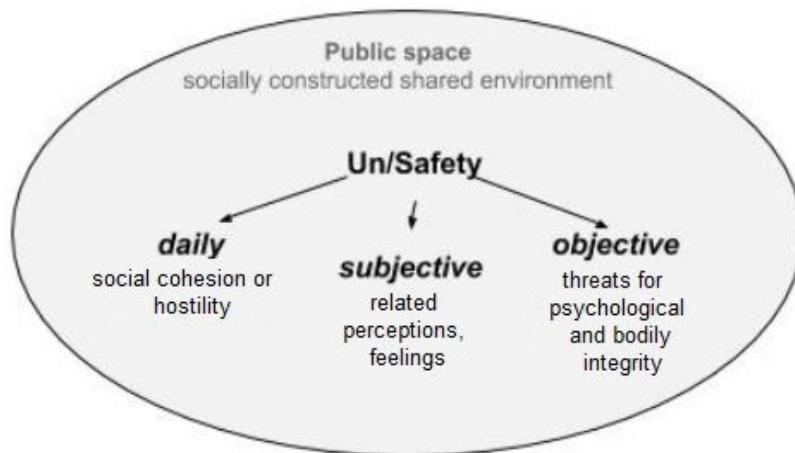 Public space
socially constructed shared environment
Un/Safety
daily
social cohesion or
hostility
subjective
related
perceptions,
feelings
objective
threats for
psychological
and bodily
integrity